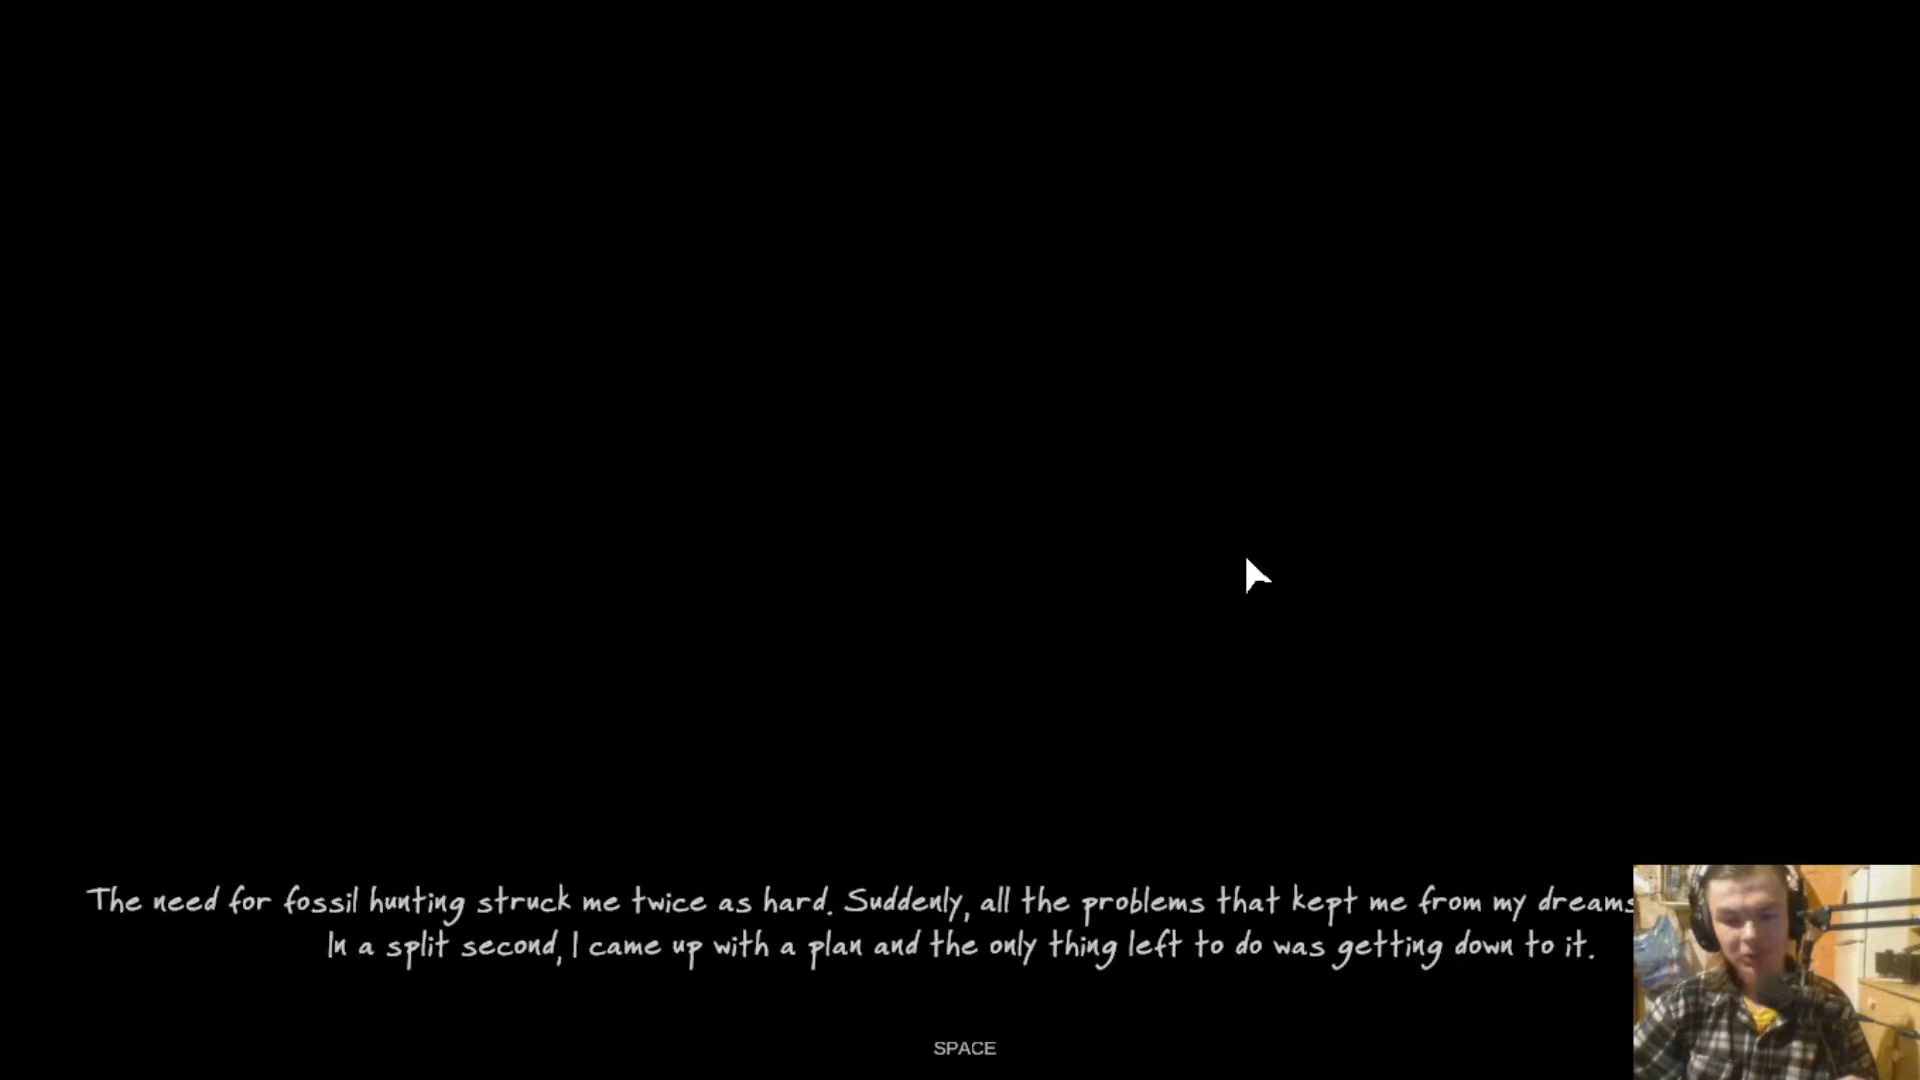 The need for fossil hunting struck me twice as hard. Suddenly, all the problems that kept me from my dreams
In a split second, I came up with a plan and the only thing left to do was getting down to it.
SPACE